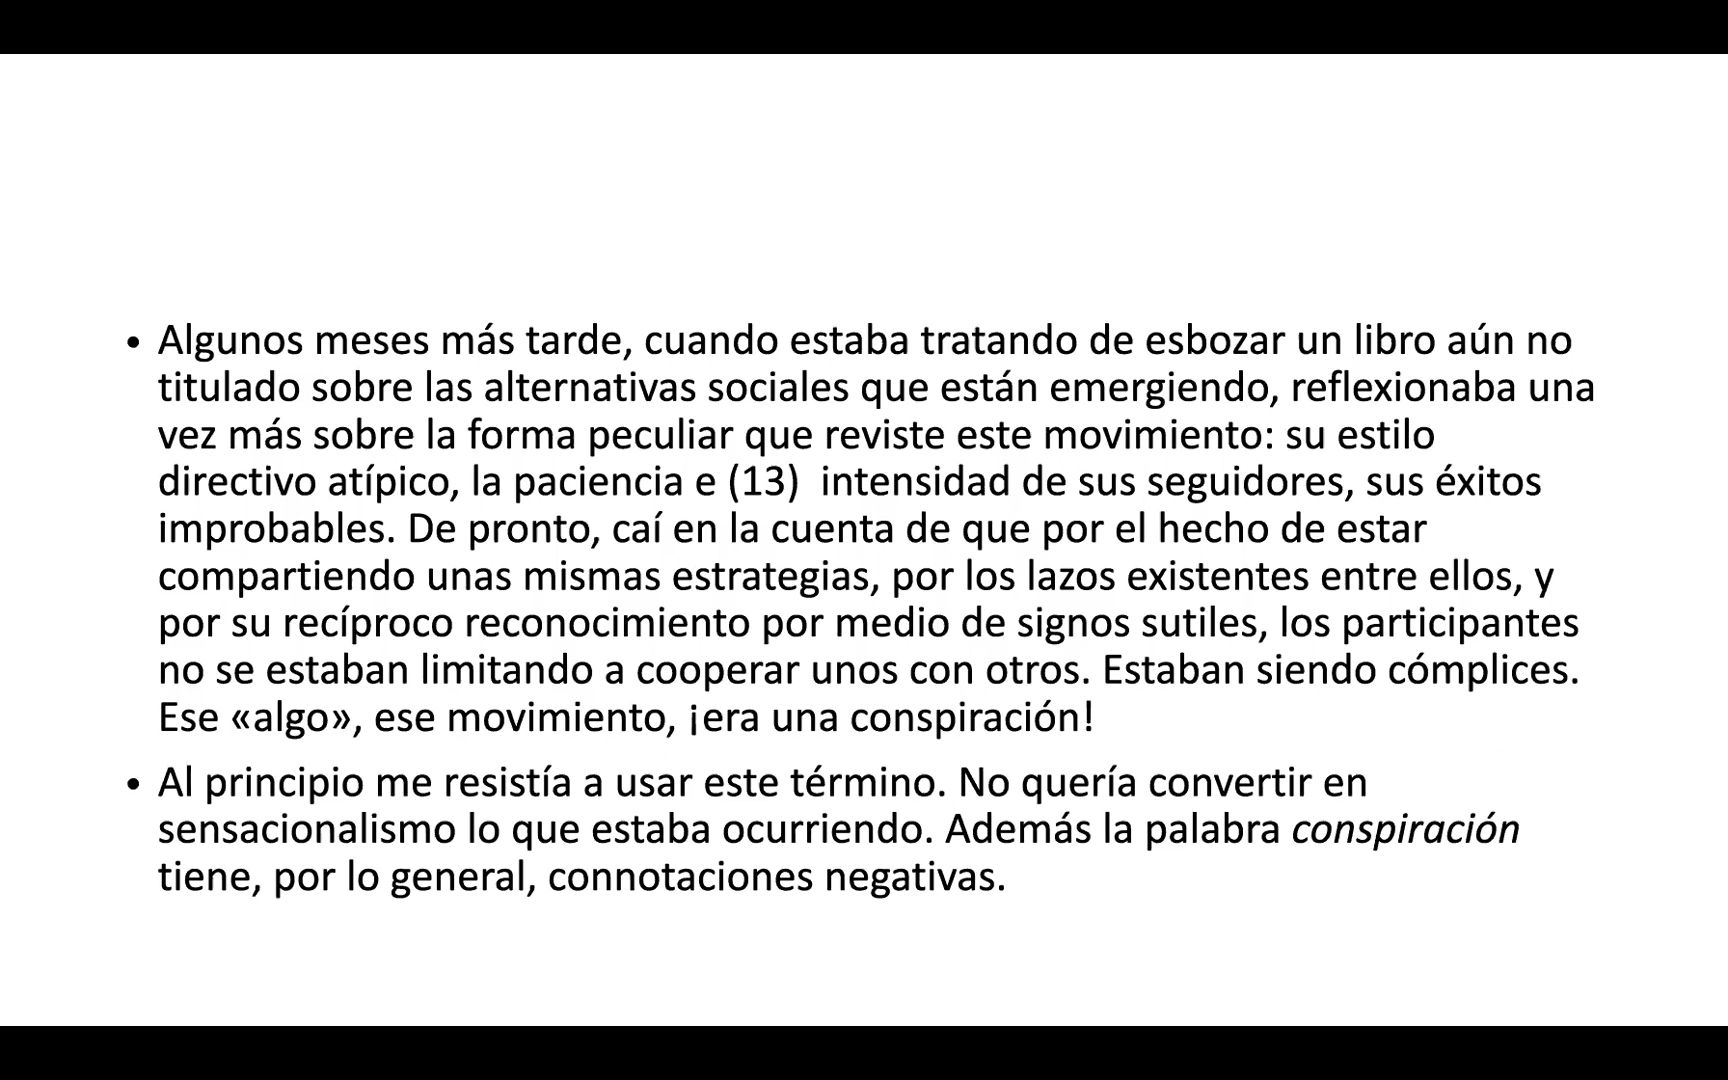 • Algunos meses más tarde, cuando estaba tratando de esbozar un libro aún no
titulado sobre las alternativas sociales que están emergiendo, reflexionaba una
vez más sobre la forma peculiar que reviste este movimiento: su estilo
directivo atípico, la paciencia e (13)  intensidad de sus seguidores, sus éxitos
improbables. De pronto, caí en la cuenta de que por el hecho de estar
compartiendo unas mismas estrategias, por los lazos existentes entre ellos, y
por su recíproco reconocimiento por medio de signos sutiles, los participantes
no se estaban limitando a cooperar unos con otros. Estaban siendo cómplices.
Ese «algo», ese movimiento, ¡era una conspiración!
• Al principio me resistía a usar este término. No quería convertir en
sensacionalismo lo que estaba ocurriendo. Además la palabra conspiración
tiene, por lo general, connotaciones negativas.